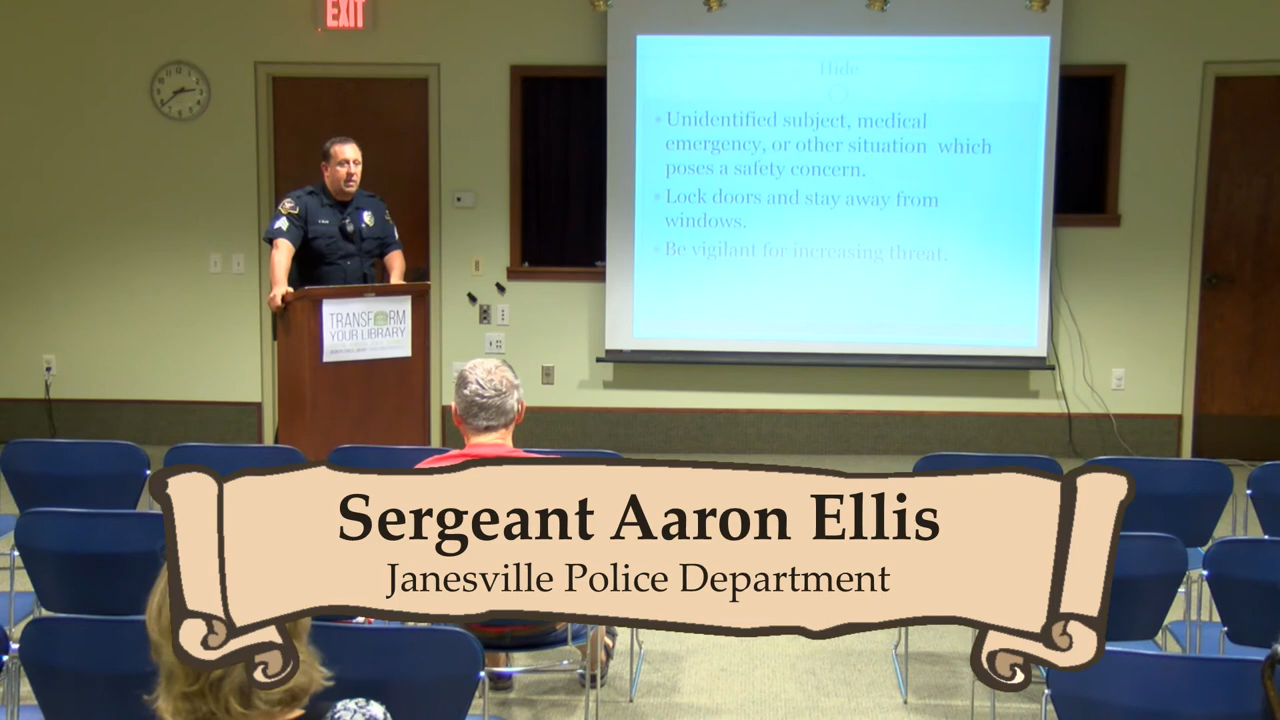 EXIT
Hide
Unidentified subject, medical
emergency, or other situation which
poses a safety concern.
Lock doors and stay away from
windows.
Be vigilant for increasing threat.
TRANSFORM
YOUR LIBRARY
Sergeant Aaron Ellis
Janesville Police Department